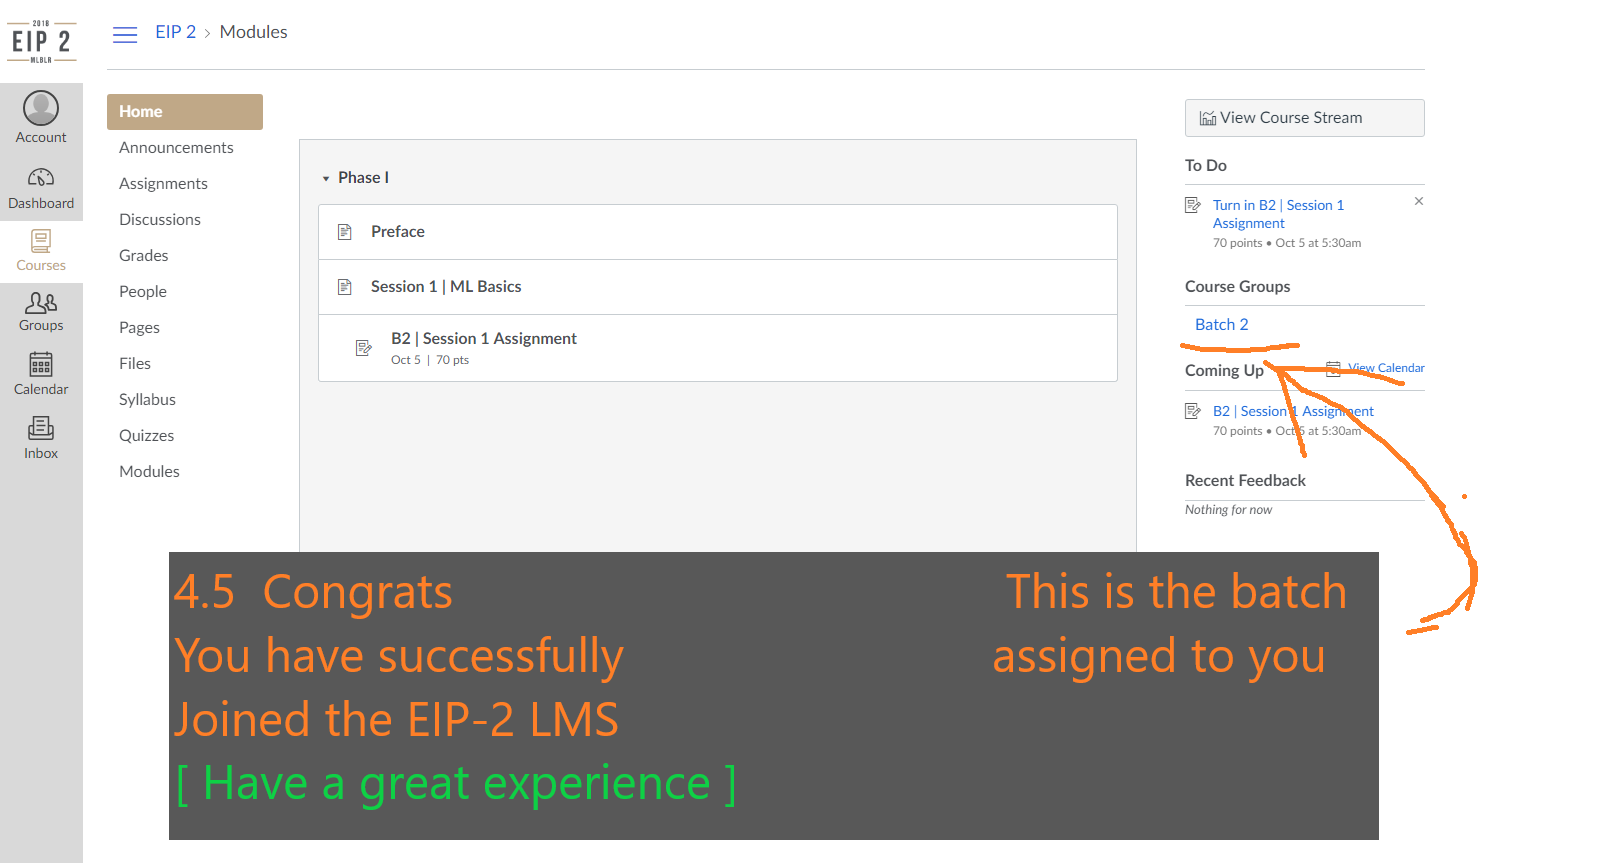 2018
EIP 2
MLBLR
EIP 2 > Modules
Account
Dashboard
Courses
Groups
Calendar
Inbox
Home
Announcements
Assignments
Discussions
Grades
People
Pages
Files
Syllabus
Quizzes
Modules
Phase I
Preface
Session 1 | ML Basics
B2 | Session 1 Assignment
Oct 5 | 70 pts
View Course Stream
To Do
Turn in B2 | Session 1
Assignment
70 points • Oct 5 at 5:30am
Course Groups
Batch 2
Coming Up
View Calendar
B2 | Session 1 Assignment
70 points • Oct 5 at 5:30am
Recent Feedback
Nothing for now
4.5 Congrats
You have successfully
Joined the EIP-2 LMS
[ Have a great experience ]
This is the batch
assigned to you